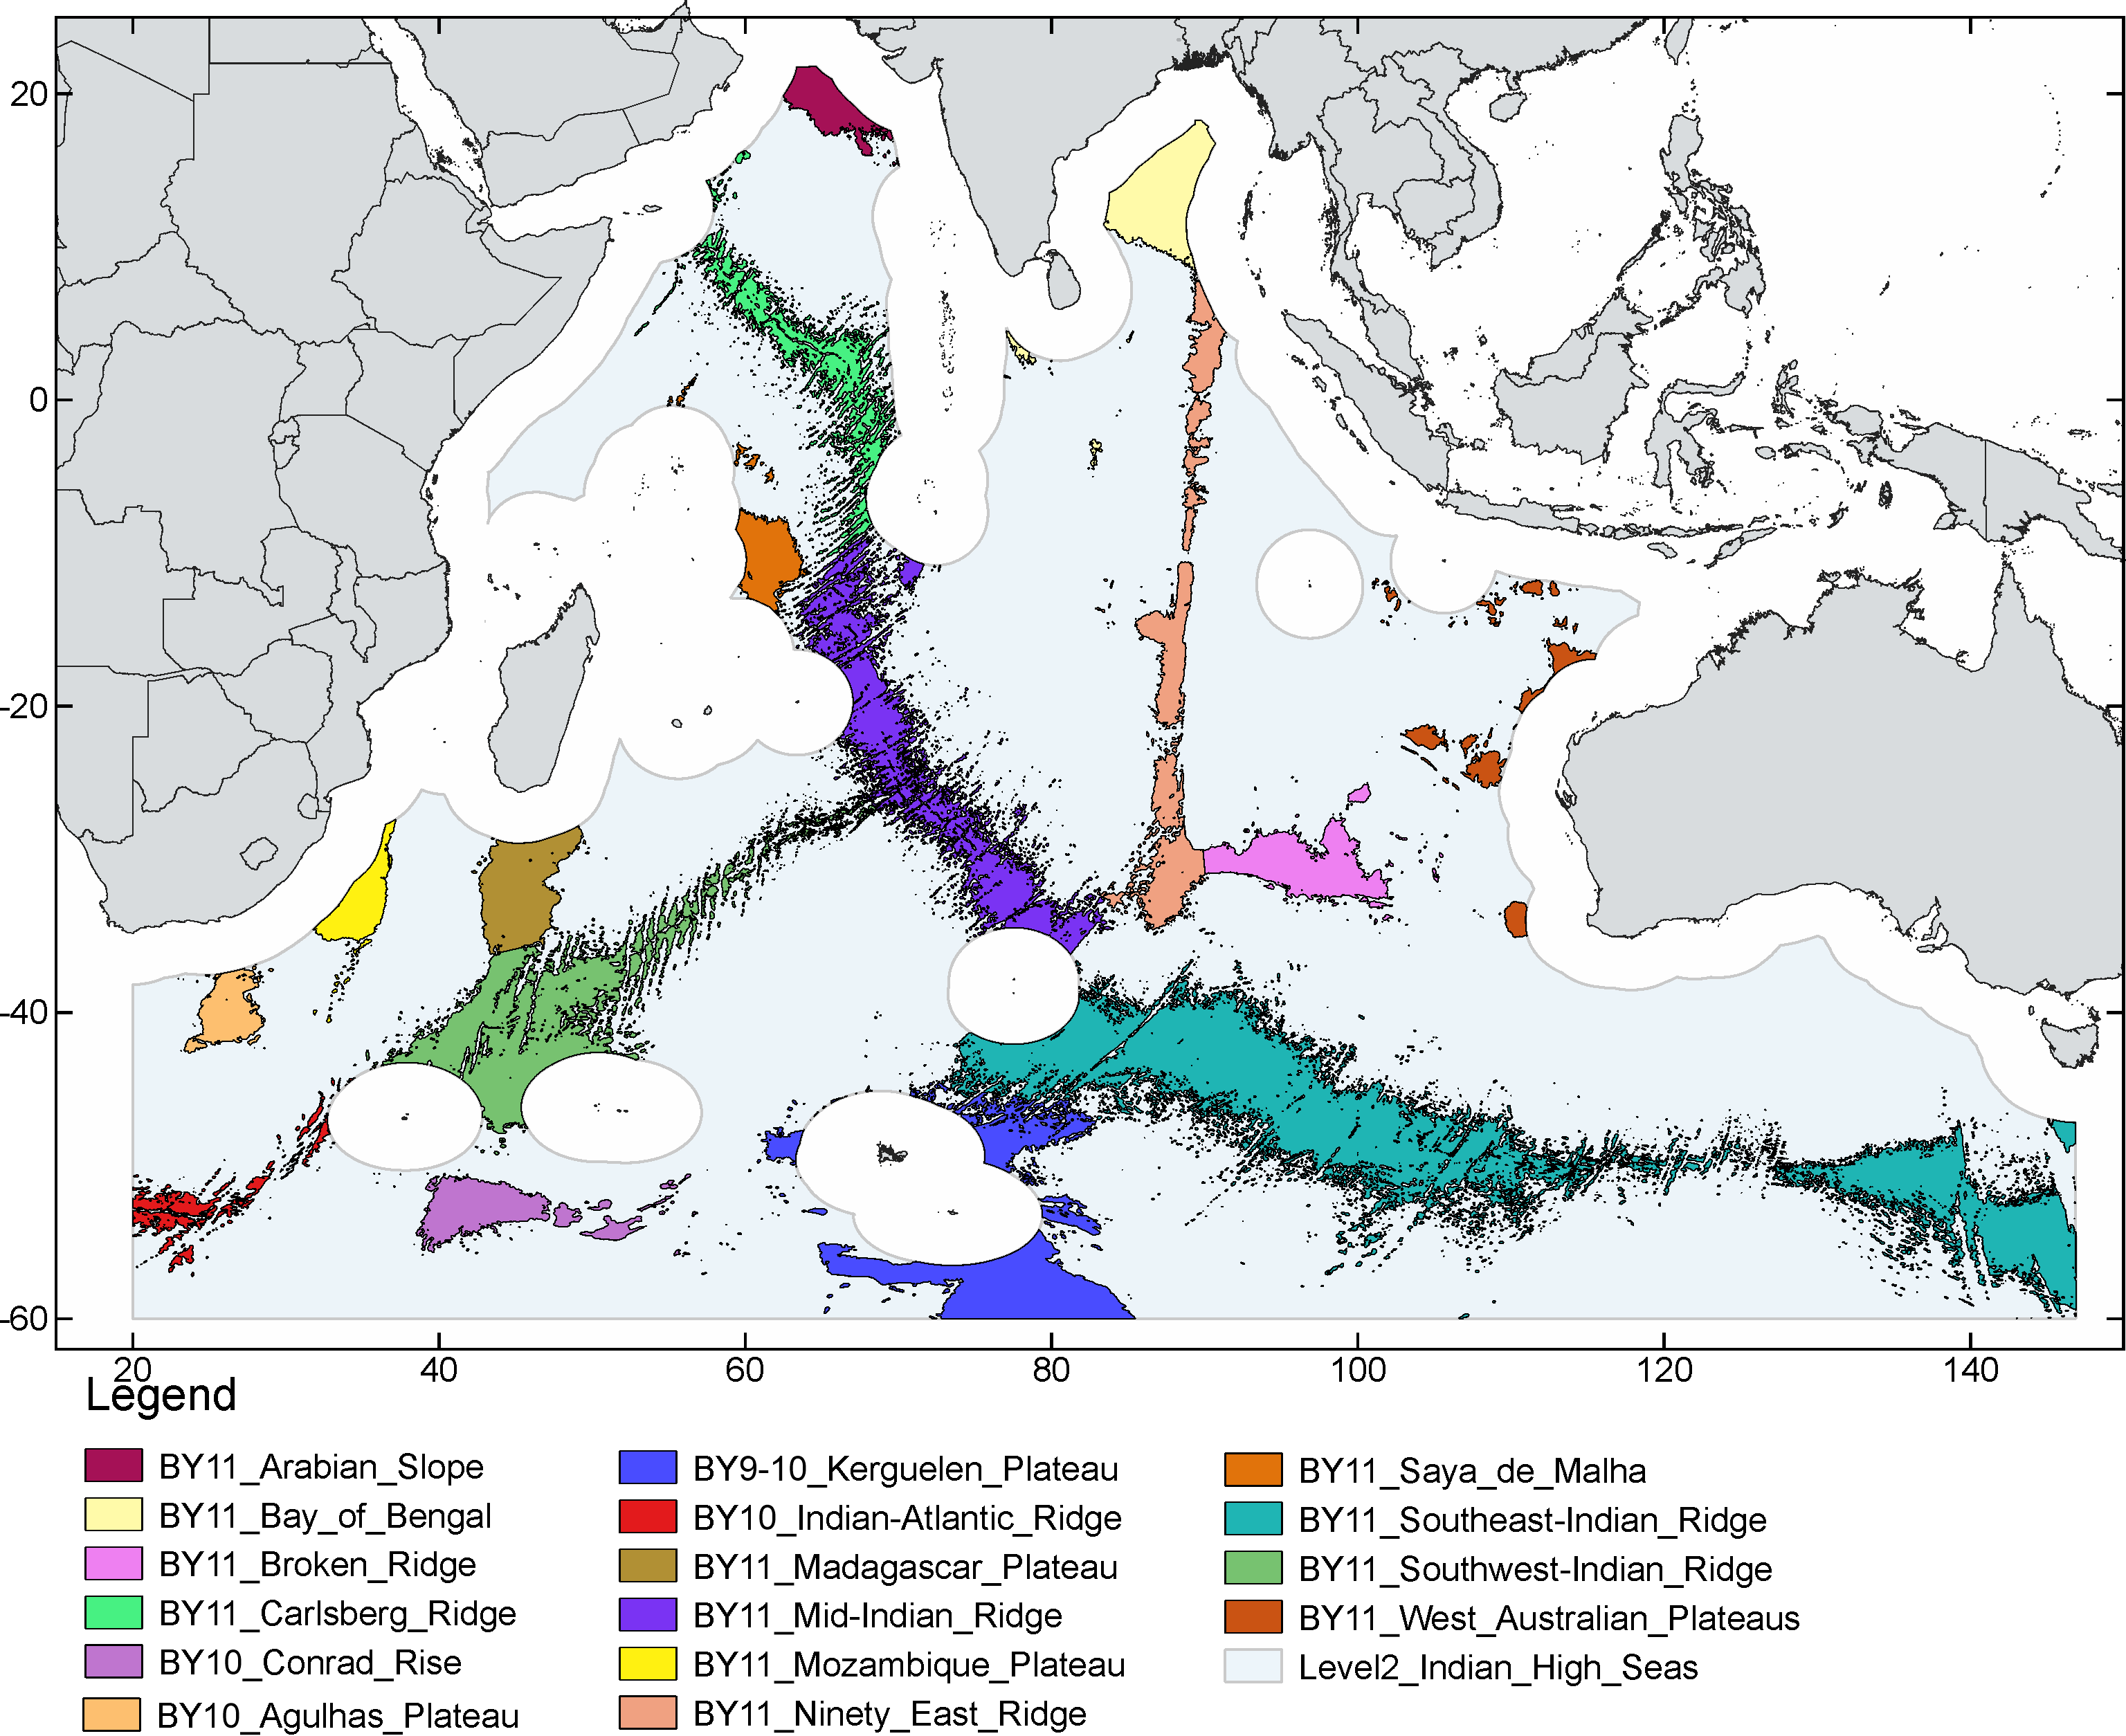 20
0
-20
-40
-60
20 40 60 80 100 120 140
Legend
BY11_Arabian_Slope
BY11_Bay_of_Bengal
BY11_Broken_Ridge
BY11_Carlsberg_Ridge
BY10_Conrad_Rise
BY10_Agulhas_Plateau
BY9-10_Kerguelen_Plateau
BY10_Indian-Atlantic_Ridge
BY11_Madagascar_Plateau
BY11_Mid-Indian_Ridge
BY11_Mozambique_Plateau
BY11_Ninety_East_Ridge
BY11_Saya_de_Malha
BY11_Southeast-Indian_Ridge
BY11_Southwest-Indian_Ridge
BY11_West_Australian_Plateaus
Level2_Indian_High_Seas